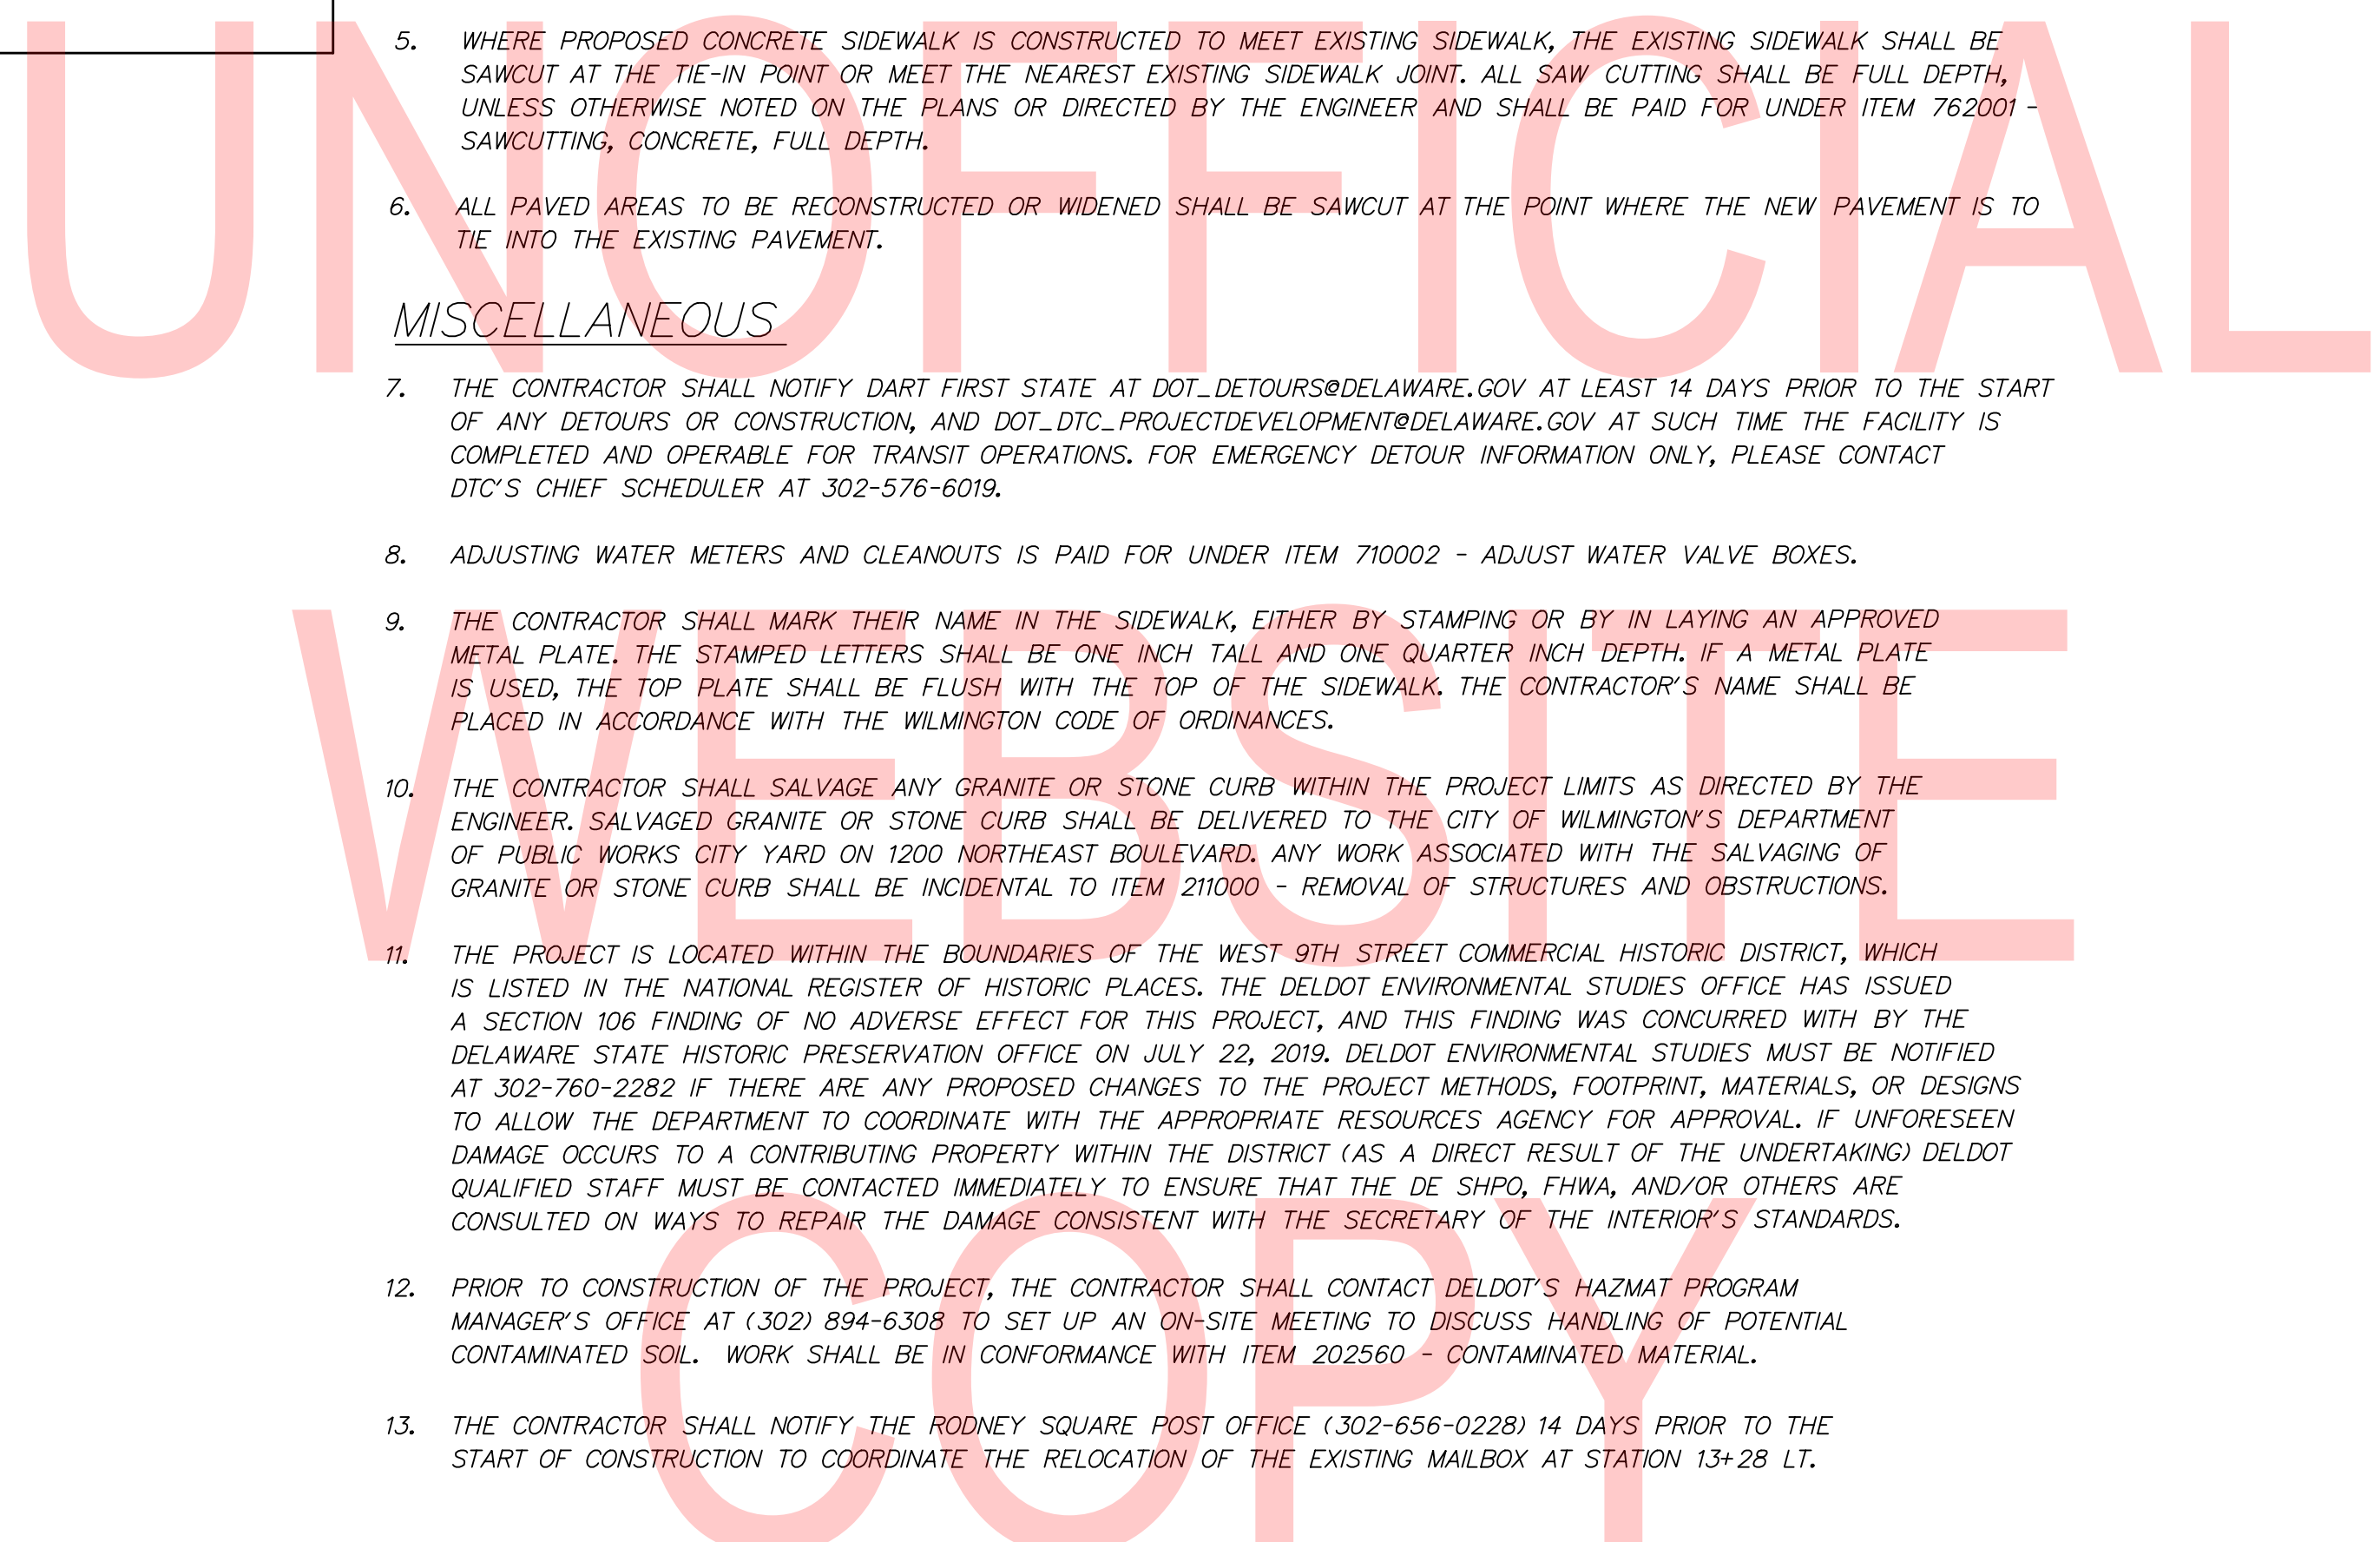 5. WHERE PROPOSED CONCRETE SIDEWALK IS CONSTRUCTED TO MEET EXISTING SIDEWALK, THE EXISTING SIDEWALK SHALL BE
SAWCUT AT THE TIE-IN POINT OR MEET THE NEAREST EXISTING SIDEWALK JOINT. ALL SAW CUTTING SHALL BE FULL DEPTH,
UNLESS OTHERWISE NOTED ON THE PLANS OR DIRECTED BY THE ENGINEER AND SHALL BE PAID FOR UNDER ITEM 762001 -
SAWCUTTING, CONCRETE, FULL DEPTH.
6. ALL PAVED AREAS TO BE RECONSTRUCTED OR WIDENED SHALL BE SAWCUT AT THE POINT WHERE THE NEW PAVEMENT IS TO
TIE INTO THE EXISTING PAVEMENT.
UNOFFICIAL
MISCELLANEOUS
7. THE CONTRACTOR SHALL NOTIFY DART FIRST STATE AT DOT_DETOURS@DELAWARE.GOV AT LEAST 14 DAYS PRIOR TO THE START
OF ANY DETOURS OR CONSTRUCTION, AND DOT_DTC_PROJECTDEVELOPMENT@DELAWARE.GOV AT SUCH TIME THE FACILITY IS
COMPLETED AND OPERABLE FOR TRANSIT OPERATIONS. FOR EMERGENCY DETOUR INFORMATION ONLY, PLEASE CONTACT
DTC'S CHIEF SCHEDULER AT 302-576-6019.
8. ADJUSTING WATER METERS AND CLEANOUTS IS PAID FOR UNDER ITEM 710002 - ADJUST WATER VALVE BOXES.
9. THE CONTRACTOR SHALL MARK THEIR NAME IN THE SIDEWALK, EITHER BY STAMPING OR BY IN LAYING AN APPROVED
METAL PLATE. THE STAMPED LETTERS SHALL BE ONE INCH TALL AND ONE QUARTER INCH DEPTH. IF A METAL PLATE
IS USED, THE TOP PLATE SHALL BE FLUSH WITH THE TOP OF THE SIDEWALK. THE CONTRACTOR'S NAME SHALL BE
PLACED IN ACCORDANCE WITH THE WILMINGTON CODE OF ORDINANCES.
WEBSITE
10. THE CONTRACTOR SHALL SALVAGE ANY GRANITE OR STONE CURB WITHIN THE PROJECT LIMITS AS DIRECTED BY THE
ENGINEER. SALVAGED GRANITE OR STONE CURB SHALL BE DELIVERED TO THE CITY OF WILMINGTON'S DEPARTMENT
OF PUBLIC WORKS CITY YARD ON 1200 NORTHEAST BOULEVARD. ANY WORK ASSOCIATED WITH THE SALVAGING OF
GRANITE OR STONE CURB SHALL BE INCIDENTAL TO ITEM 211000 - REMOVAL OF STRUCTURES AND OBSTRUCTIONS.
11. THE PROJECT IS LOCATED WITHIN THE BOUNDARIES OF THE WEST 9TH STREET COMMERCIAL HISTORIC DISTRICT, WHICH
IS LISTED IN THE NATIONAL REGISTER OF HISTORIC PLACES. THE DELDOT ENVIRONMENTAL STUDIES OFFICE HAS ISSUED
A SECTION 106 FINDING OF NO ADVERSE EFFECT FOR THIS PROJECT, AND THIS FINDING WAS CONCURRED WITH BY THE
DELAWARE STATE HISTORIC PRESERVATION OFFICE ON JULY 22, 2019. DELDOT ENVIRONMENTAL STUDIES MUST BE NOTIFIED
AT 302-760-2282 IF THERE ARE ANY PROPOSED CHANGES TO THE PROJECT METHODS, FOOTPRINT, MATERIALS, OR DESIGNS
TO ALLOW THE DEPARTMENT TO COORDINATE WITH THE APPROPRIATE RESOURCES AGENCY FOR APPROVAL. IF UNFORESEEN
DAMAGE OCCURS TO A CONTRIBUTING PROPERTY WITHIN THE DISTRICT (AS A DIRECT RESULT OF THE UNDERTAKING) DELDOT
QUALIFIED STAFF MUST BE CONTACTED IMMEDIATELY TO ENSURE THAT THE DE SHPO, FHWA, AND/OR OTHERS ARE
CONSULTED ON WAYS TO REPAIR THE DAMAGE CONSISTENT WITH THE SECRETARY OF THE INTERIOR'S STANDARDS.
12. PRIOR TO CONSTRUCTION OF THE PROJECT, THE CONTRACTOR SHALL CONTACT DELDOT'S HAZMAT PROGRAM
MANAGER'S OFFICE AT (302) 894-6308 TO SET UP AN ON-SITE MEETING TO DISCUSS HANDLING OF POTENTIAL
CONTAMINATED SOIL. WORK SHALL BE IN CONFORMANCE WITH ITEM 202560 - CONTAMINATED MATERIAL.
COPY
13. THE CONTRACTOR SHALL NOTIFY THE RODNEY SQUARE POST OFFICE (302-656-0228) 14 DAYS PRIOR TO THE
START OF CONSTRUCTION TO COORDINATE THE RELOCATION OF THE EXISTING MAILBOX AT STATION 13+28 LT.